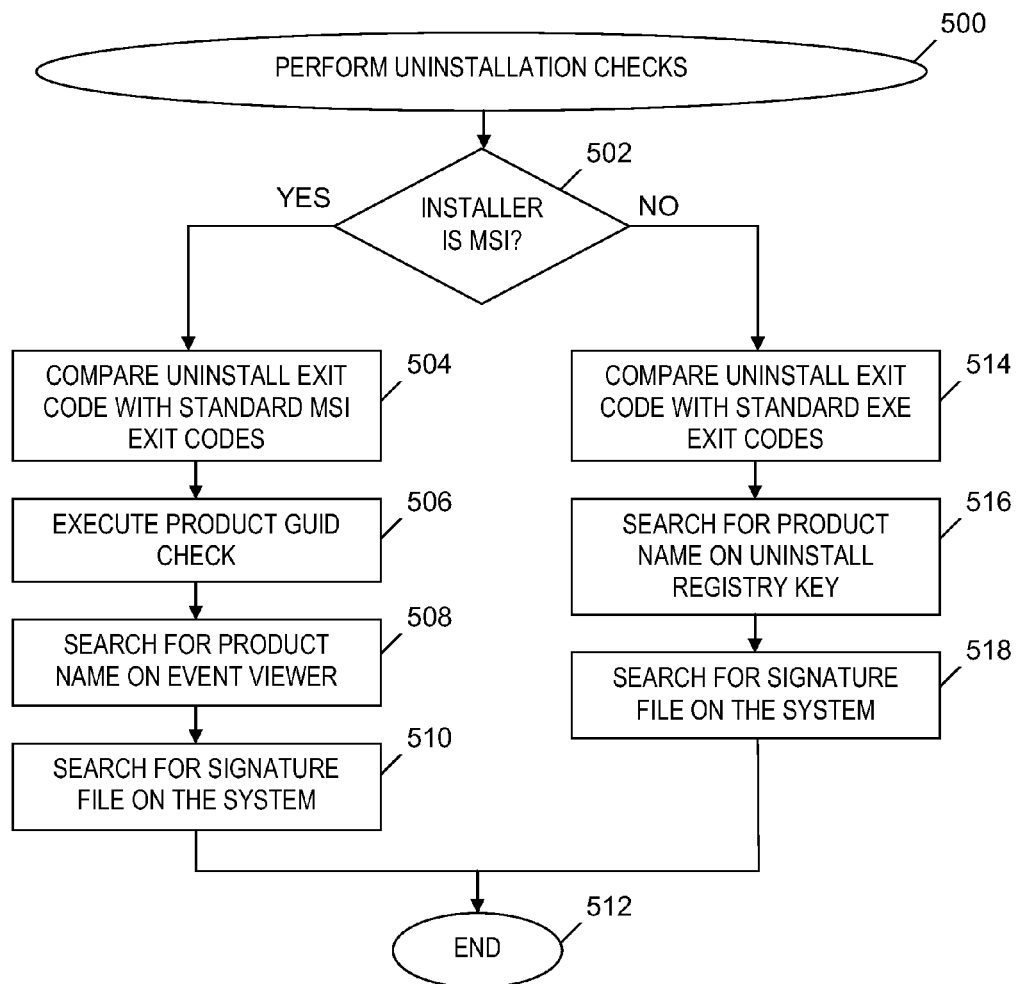 500
PERFORM UNINSTALLATION CHECKS
502
YES
INSTALLER
IS MSI?
NO
504
COMPARE UNINSTALL EXIT
CODE WITH STANDARD MSI
EXIT CODES
506
EXECUTE PRODUCT GUID
CHECK
508
SEARCH FOR PRODUCT
NAME ON EVENT VIEWER
510
SEARCH FOR SIGNATURE
FILE ON THE SYSTEM
514
COMPARE UNINSTALL EXIT
CODE WITH STANDARD EXE
EXIT CODES
516
SEARCH FOR PRODUCT
NAME ON UNINSTALL
REGISTRY KEY
518
SEARCH FOR SIGNATURE
FILE ON THE SYSTEM
512
END